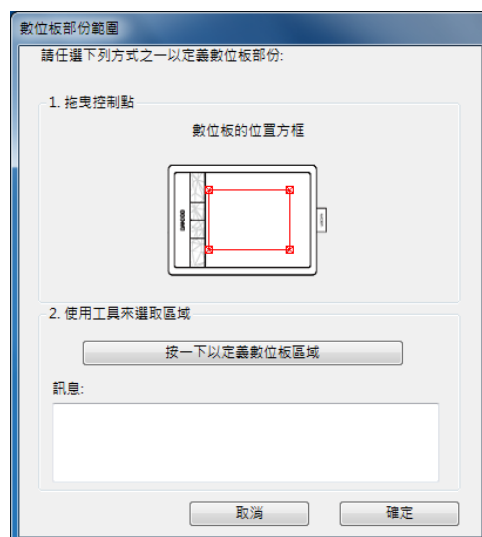 數位板部份範圍
請任選下列方式之一以定義數位板部份:
1. 拖曳控制點
數位板的位置方框
2. 使用工具來選取區域
按一下以定義數位板區域
訊息:
取消
確定